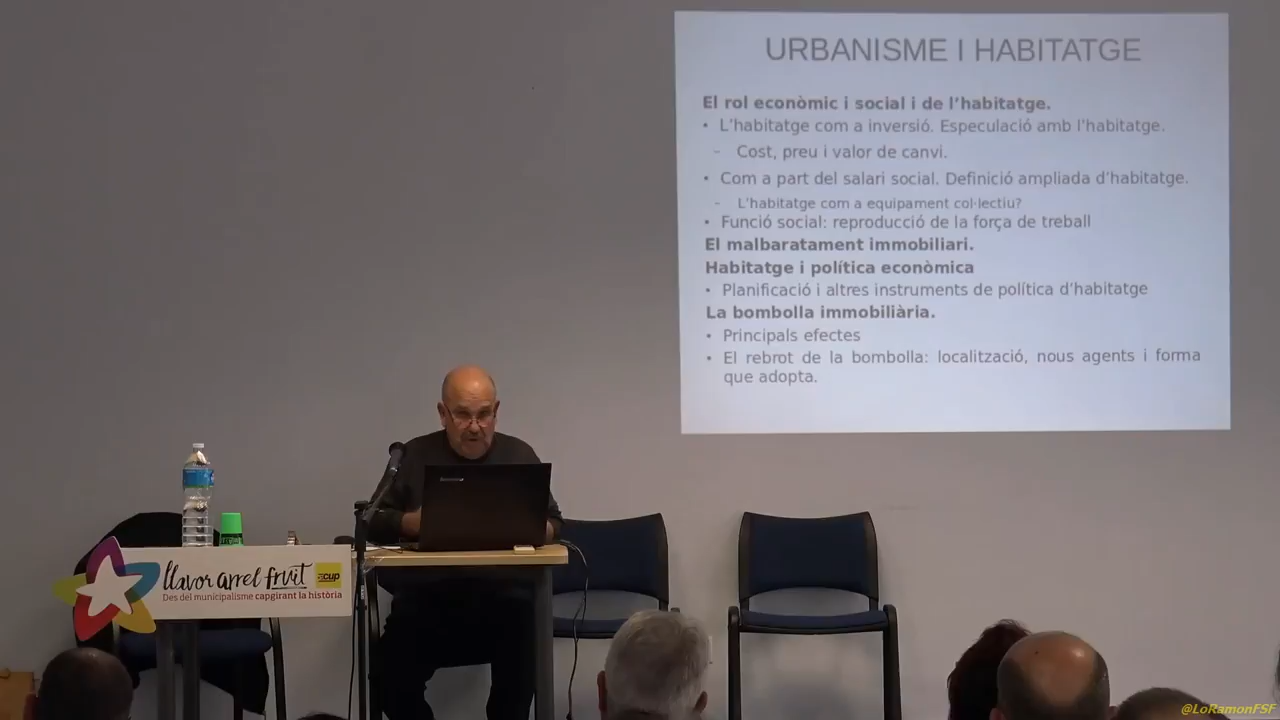 URBANISME I HABITATGE
El rol econòmic i social i de l'habitatge.
• L'habitatge com a inversió. Especulació amb l'habitatge.
- Cost, preu i valor de canvi.
• Com a part del salari social. Definició ampliada d'habitatge.
- L'habitatge com a equipament col·lectiu?
• Funció social: reproducció de la força de treball
El malbaratament immobiliari.
Habitatge i política econòmica
• Planificació i altres instruments de política d'habitatge
La bombolla immobiliària.
• Principals efectes
• El rebrot de la bombolla: localització, nous agents i forma
que adopta.
llavor arrel fruit
cup
Des del municipalisme capgirant la història
@LoRamonFSF